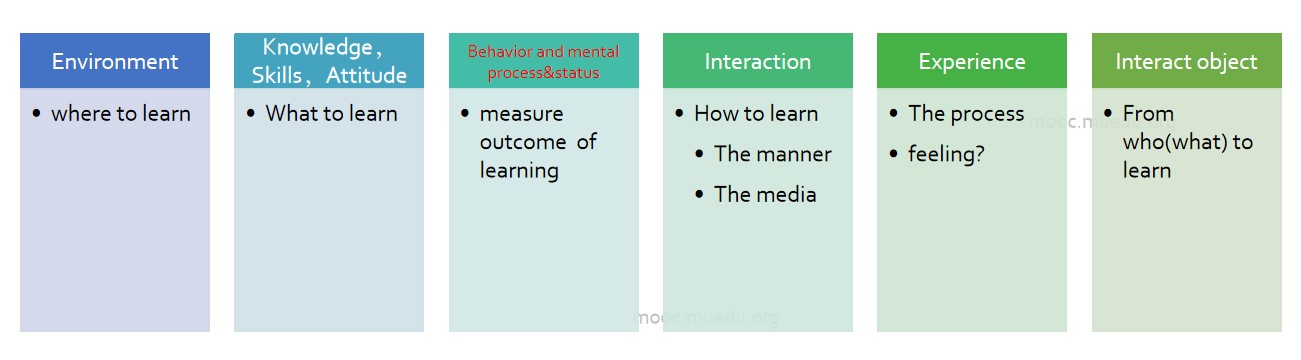 Environment
• where to learn
Knowledge，
Skills，Attitude
• What to learn
Behavior and mental
process&status
• measure
outcome of
learning
Interaction
• How to learn
• The manner
• The media
Experience
• The process
• feeling?
Interact object
• From
who(what) to
learn
mooc.muedu.org
mooc.muedu.org